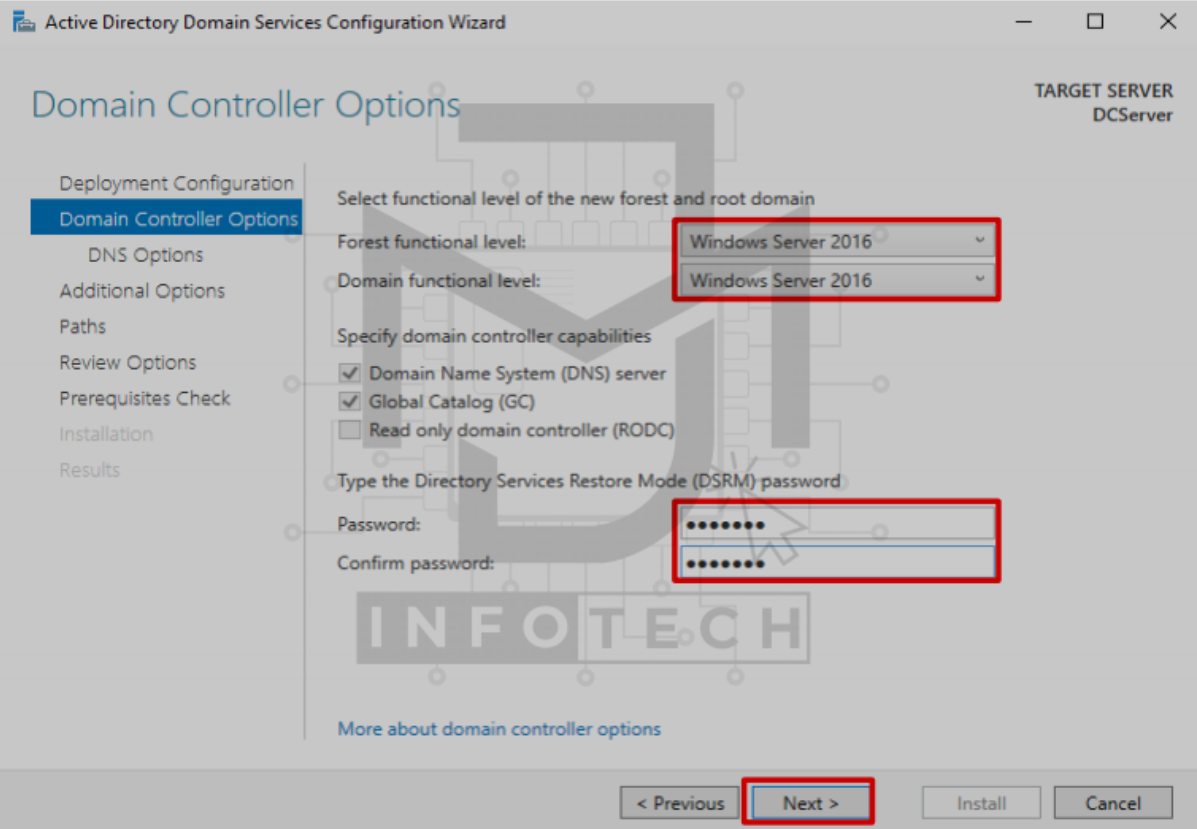 Active Directory Domain Services Configuration Wizard
Domain Controller Options
TARGET SERVER
DCServer
Deployment Configuration
Domain Controller Options
DNS Options
Additional Options
Paths
Review Options
Prerequisites Check
Installation
Results
Select functional level of the new forest and root domain
Forest functional level: Windows Server 2016
Domain functional level: Windows Server 2016
Specify domain controller capabilities
Domain Name System (DNS) server
Global Catalog (GC)
Read only domain controller (RODC)
Type the Directory Services Restore Mode (DSRM) password
Password: •••••••
Confirm password: •••••••
INFOTECH
More about domain controller options
< Previous Next > Install Cancel